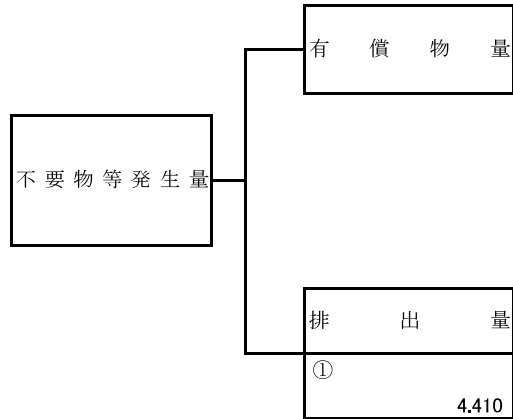 有償物量
不要物等発生量
排出量
①
4.410